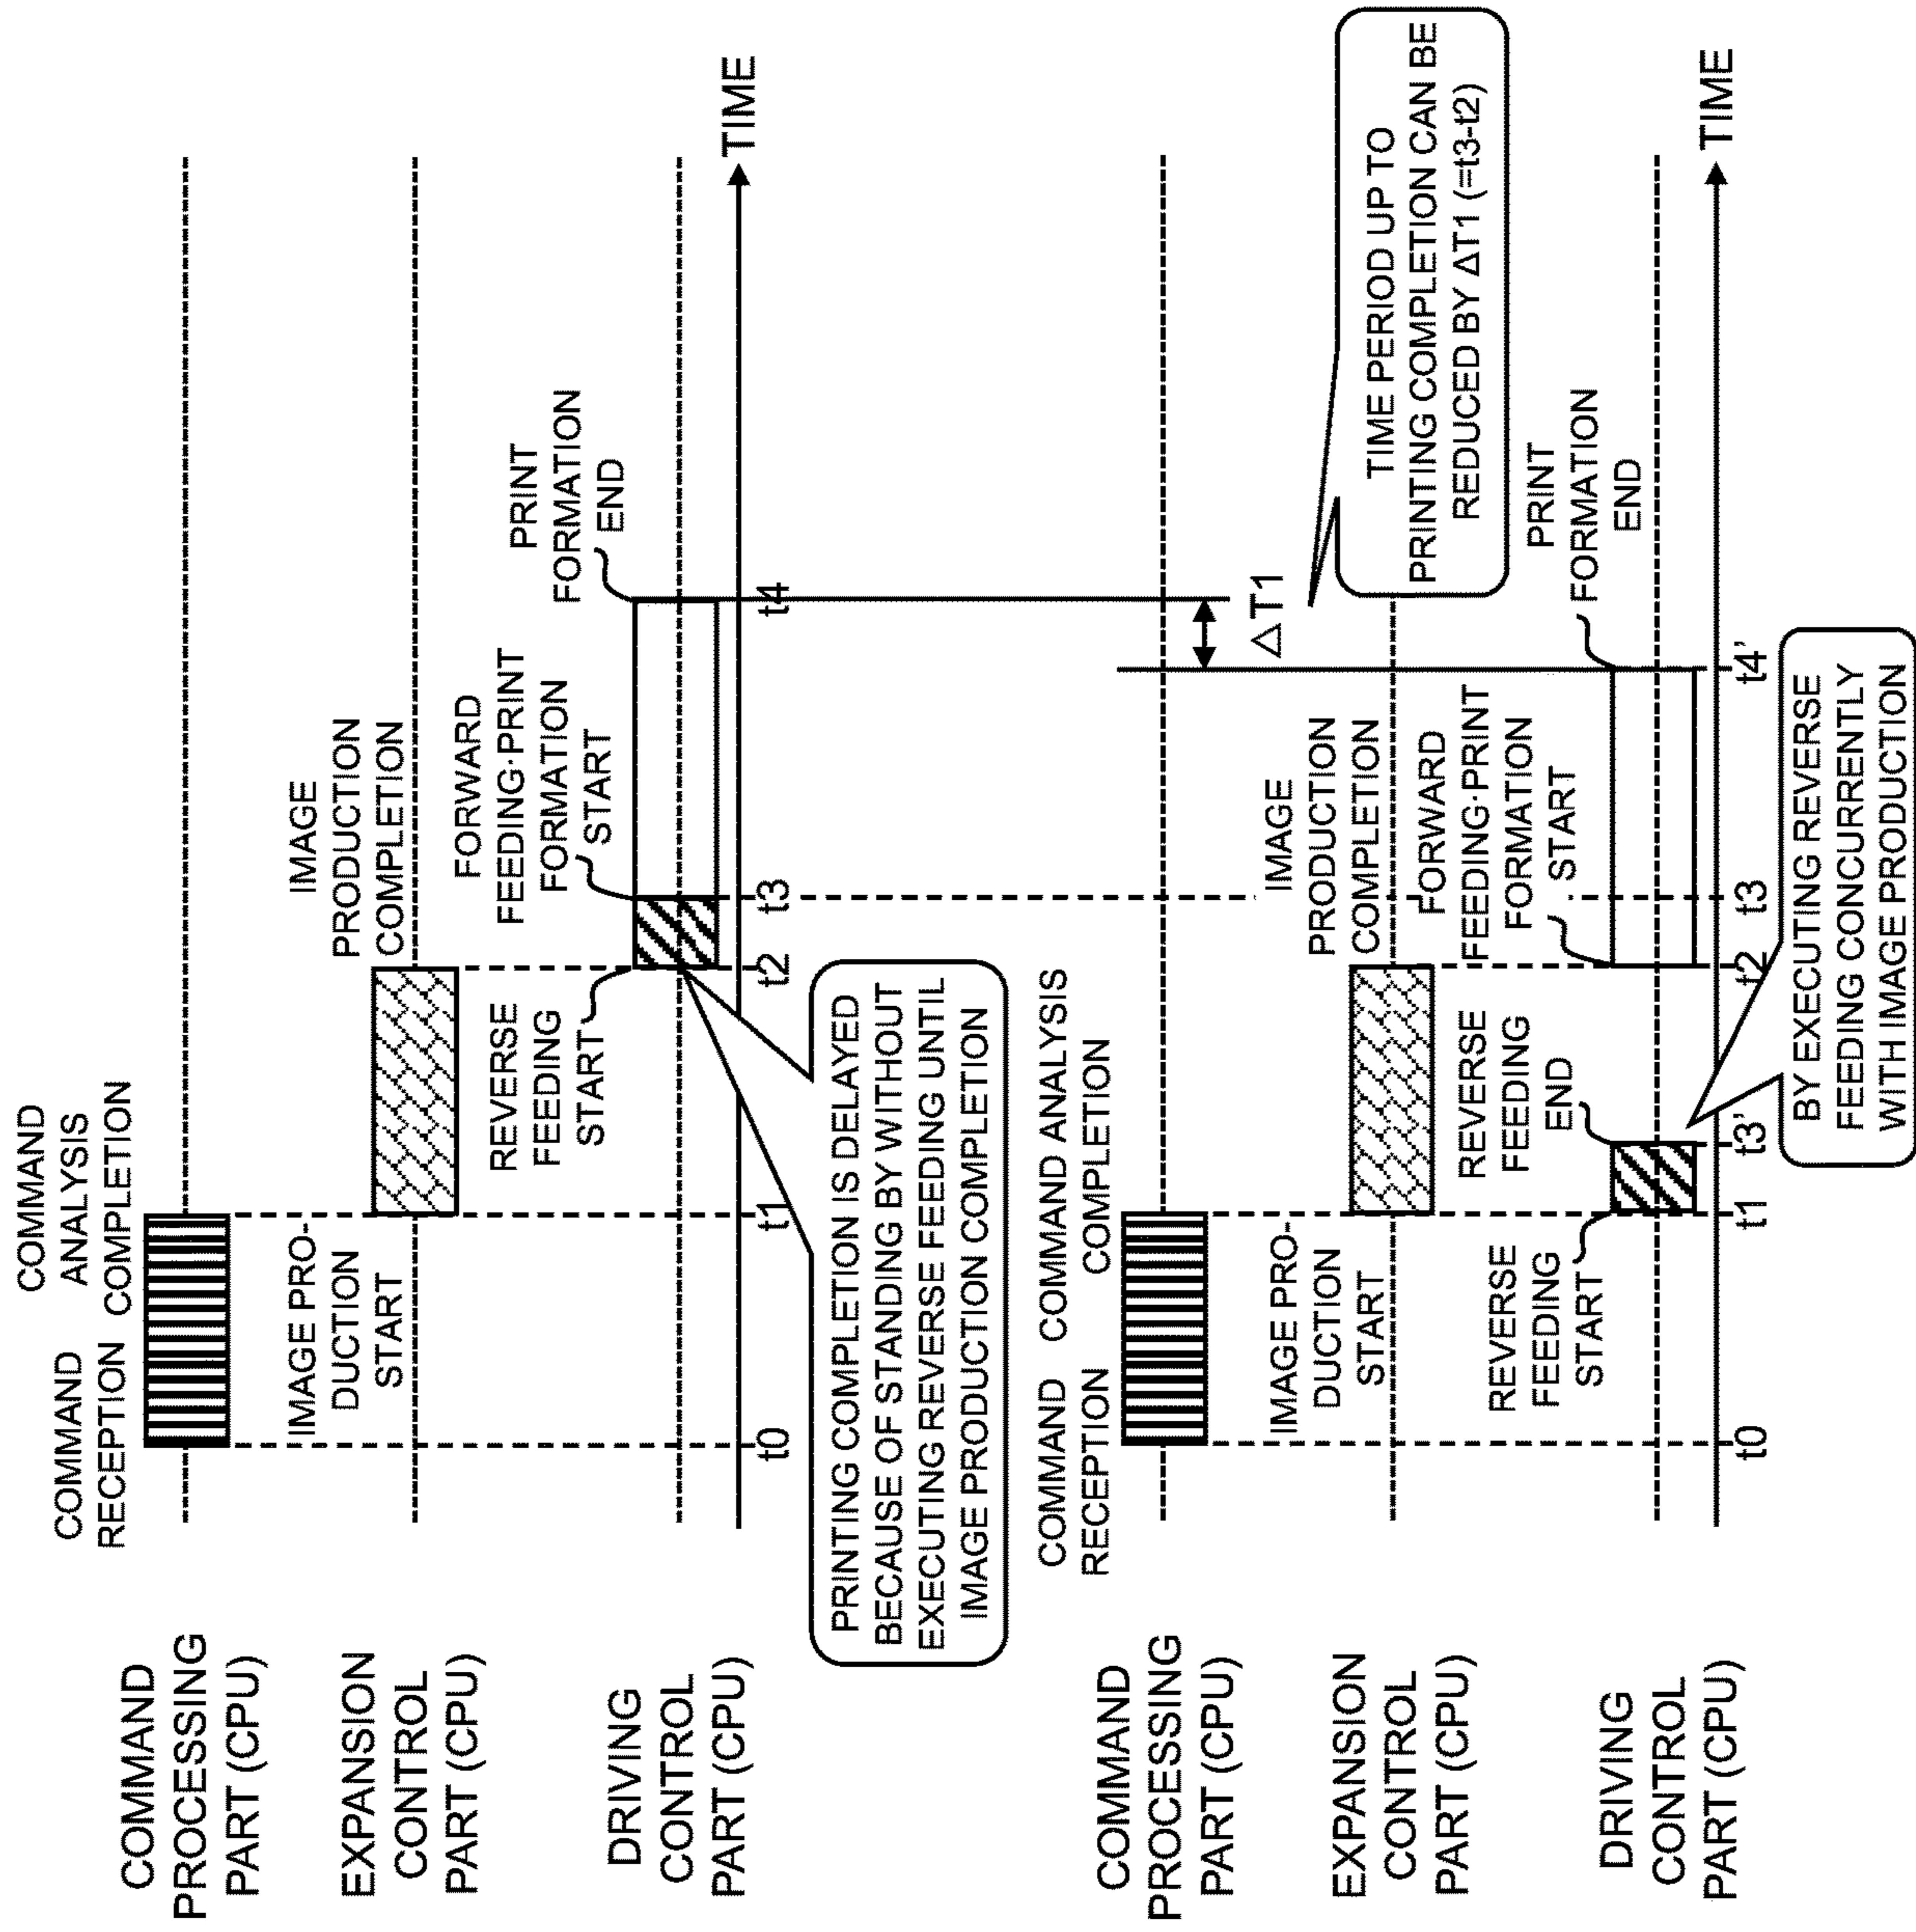 COMMAND
PROCESSING
PART (CPU)
COMMAND
RECEPTION
COMMAND
ANALYSIS
COMPLETION
EXPANSION
CONTROL
PART (CPU)
IMAGE PRO-
DUCTION
START
IMAGE
PRODUCTION
COMPLETION
DRIVING
CONTROL
PART (CPU)
REVERSE
FEEDING
START
FORWARD
FEEDING·PRINT
FORMATION
START
PRINT
FORMATION
END
t0
t1
t2
t3
t4
TIME
PRINTING COMPLETION IS DELAYED
BECAUSE OF STANDING BY WITHOUT
EXECUTING REVERSE FEEDING UNTIL
IMAGE PRODUCTION COMPLETION
COMMAND
PROCESSING
PART (CPU)
COMMAND
RECEPTION
COMMAND ANALYSIS
COMPLETION
△T1
EXPANSION
CONTROL
PART (CPU)
IMAGE PRO-
DUCTION
START
IMAGE
PRODUCTION
COMPLETION
TIME PERIOD UP TO
PRINTING COMPLETION CAN BE
REDUCED BY ΔT1 (=t3-t2)
DRIVING
CONTROL
PART (CPU)
REVERSE
FEEDING
START
REVERSE
FEEDING
END
FORWARD
FEEDING·PRINT
FORMATION
START
PRINT
FORMATION
END
t0
t1
t3'
t2
t3
t4'
TIME
BY EXECUTING REVERSE
FEEDING CONCURRENTLY
WITH IMAGE PRODUCTION